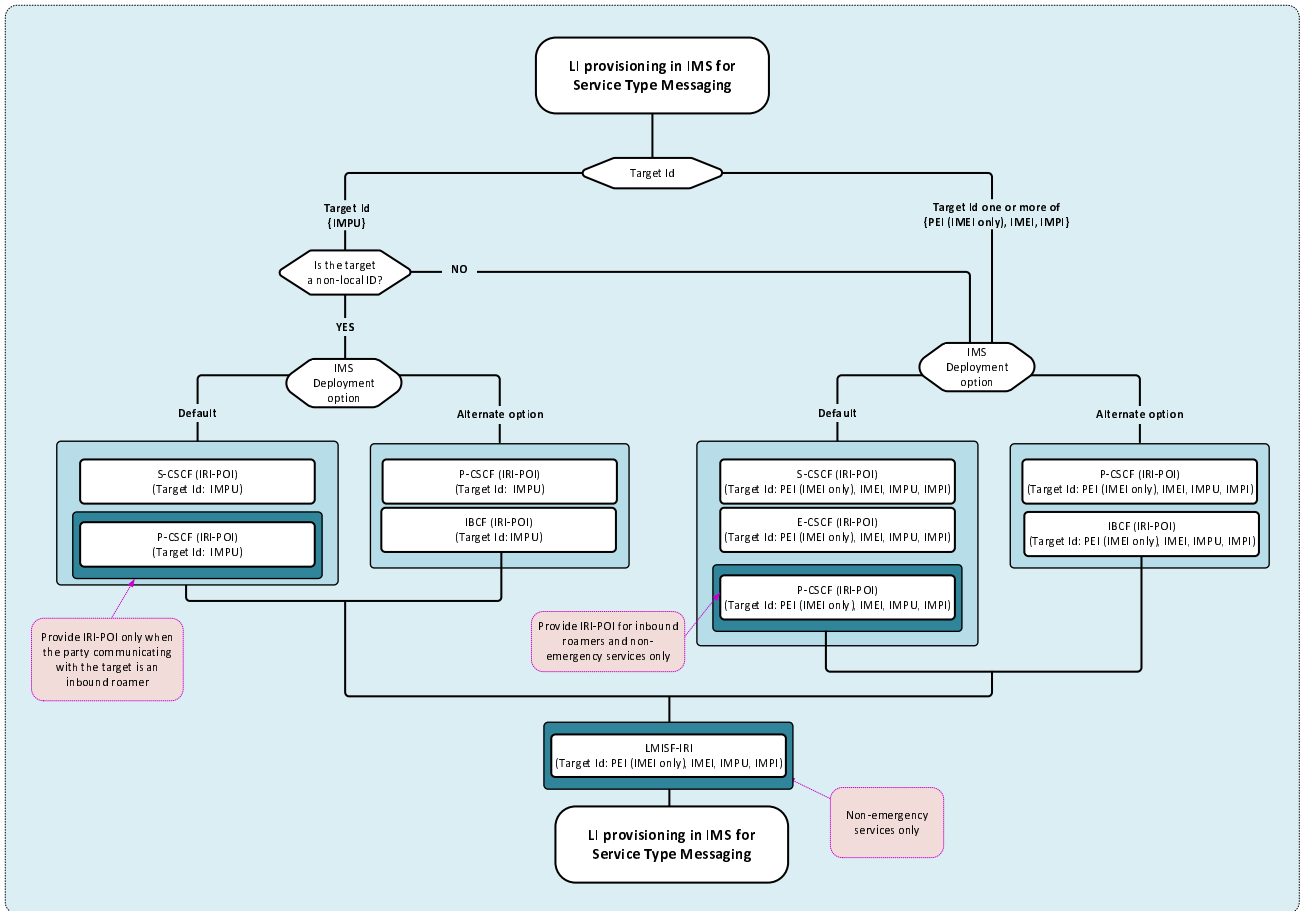 LI provisioning in IMS for
Service Type Messaging
Target Id
Target Id
{IMPU}
Target Id one or more of
{PEI (IMEI only), IMEI, IMPI}
Is the target
a non-local ID?
NO
YES
IMS
Deployment
option
IMS
Deployment
option
Default
Alternate option
Default
Alternate option
S-CSCF (IRI-POI)
(Target Id: IMPU)
P-CSCF (IRI-POI)
(Target Id: IMPU)
P-CSCF (IRI-POI)
(Target Id: IMPU)
IBCF (IRI-POI)
(Target Id: IMPU)
S-CSCF (IRI-POI)
(Target Id: PEI (IMEI only), IMEI, IMPU, IMPI)
E-CSCF (IRI-POI)
(Target Id: PEI (IMEI only), IMEI, IMPU, IMPI)
P-CSCF (IRI-POI)
(Target Id: PEI (IMEI only), IMEI, IMPU, IMPI)
P-CSCF (IRI-POI)
(Target Id: PEI (IMEI only), IMEI, IMPU, IMPI)
IBCF (IRI-POI)
(Target Id: PEI (IMEI only), IMEI, IMPU, IMPI)
Provide IRI-POI only when
the party communicating
with the target is an
inbound roamer
Provide IRI-POI for inbound
roamers and non-
emergency services only
LMISF-IRI
(Target Id: PEI (IMEI only), IMEI, IMPU, IMPI)
Non-emergency
services only
LI provisioning in IMS for
Service Type Messaging